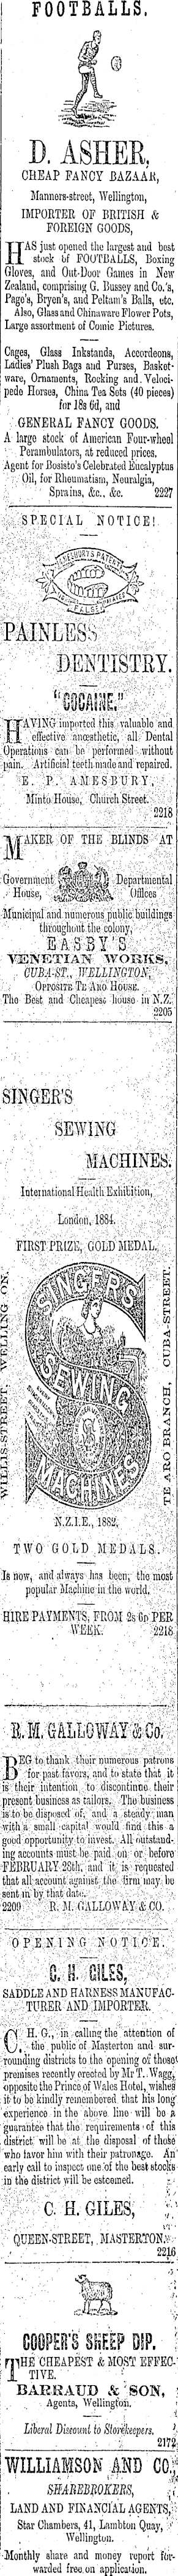 FOOTBALLS.
D. ASHER,
CHEAP FANCY BAZAAR,
Manners-street, Wellington,
IMPORTER OF BRITISH &
FOREIGN GOODS,
HAS just opened the largest and best
stock of FOOTBALLS, Boxing
Gloves, and Out-Door Games in New
Zealand, comprising G. Bussey and Co.'s,
Page's, Bryen's, and Peltam's Balls, etc.
Also, Glass and Chinaware Flower Pots,
Large assortment of Comic Pictures.
Cages, Glass Inkstands, Accordeons,
Ladies' Plush Bags and Purses, Basket-
ware, Ornaments, Rocking and Veloci-
pede Horses, China Tea Sets (40 pieces)
for 18s 6d, and
GENERAL FANCY GOODS.
A large stock of American Four-wheel
Perambulators, at reduced prices.
Agent for Bosisto's Celebrated Eucalyptus
Oil, for Rheumatism, Neuralgia,
Sprains, &c., &c. 2227
SPECIAL NOTICE!
AMESBURY'S PATENT
PAINLESS
DENTISTRY.
"COCAINE."
HAVING imported this valuable and
effective anæsthetic, all Dental
Operations can be performed without
pain. Artificial teeth made and repaired.
E. P. AMESBURY,
Minto House, Church Street.
2218
MAKER OF THE BLINDS AT
Government Departmental
House, Offices
Municipal and numerous public buildings
throughout the colony,
EASBY'S
VENETIAN WORKS,
CUBA-ST., WELLINGTON,
OPPOSITE TE ARO HOUSE.
The Best and Cheapest house in N.Z.
2205
SINGER'S
SEWING
MACHINES.
International Health Exhibition,
London, 1884.
FIRST PRIZE, GOLD MEDAL.
WILLIS-STREET, WELLINGTON.
SINGER'S
SEWING
MACHINES
TE ARO BRANCH, CUBA-STREET.
N.Z.I.E., 1882,
TWO GOLD MEDALS.
Is now, and always has been, the most
popular Machine in the world.
HIRE PAYMENTS, FROM 2s 6D PER
WEEK. 2218
R. M. GALLOWAY & Co.
BEG to thank their numerous patrons
for past favors, and to state that it
is their intention to discontinue their
present business as tailors. The business
is to be disposed of, and a steady man
with a small capital would find this a
good opportunity to invest. All outstand-
ing accounts must be paid on or before
FEBRUARY 28th, and it is requested
that all account against the firm may be
sent in by that date.
2209 R. M. GALLOWAY & CO.
OPENING NOTICE.
C. H. GILES,
SADDLE AND HARNESS MANUFAC-
TURER AND IMPORTER.
C. H. G., in calling the attention of
the public of Masterton and sur-
rounding districts to the opening of those
premises recently erected by Mr T. Wagg,
opposite the Prince of Wales Hotel, wishes
it to be kindly remembered that his long
experience in the above line will be a
guarantee that the requirements of this
district will be at the disposal of those
who favor him with their patronage. An
early call to inspect one of the best stocks
in the district will be esteemed.
C. H. GILES,
QUEEN-STREET, MASTERTON.
2216
COOPER'S SHEEP DIP.
THE CHEAPEST & MOST EFFEC-
TIVE.
BARRAUD & SON,
Agents, Wellington.
Liberal Discount to Storekeepers.
2172
WILLIAMSON AND CO.,
SHAREBROKERS,
LAND AND FINANCIAL AGENTS,
Star Chambers, 41, Lambton Quay,
Wellington.
Monthly share and money report for-
warded free on application.